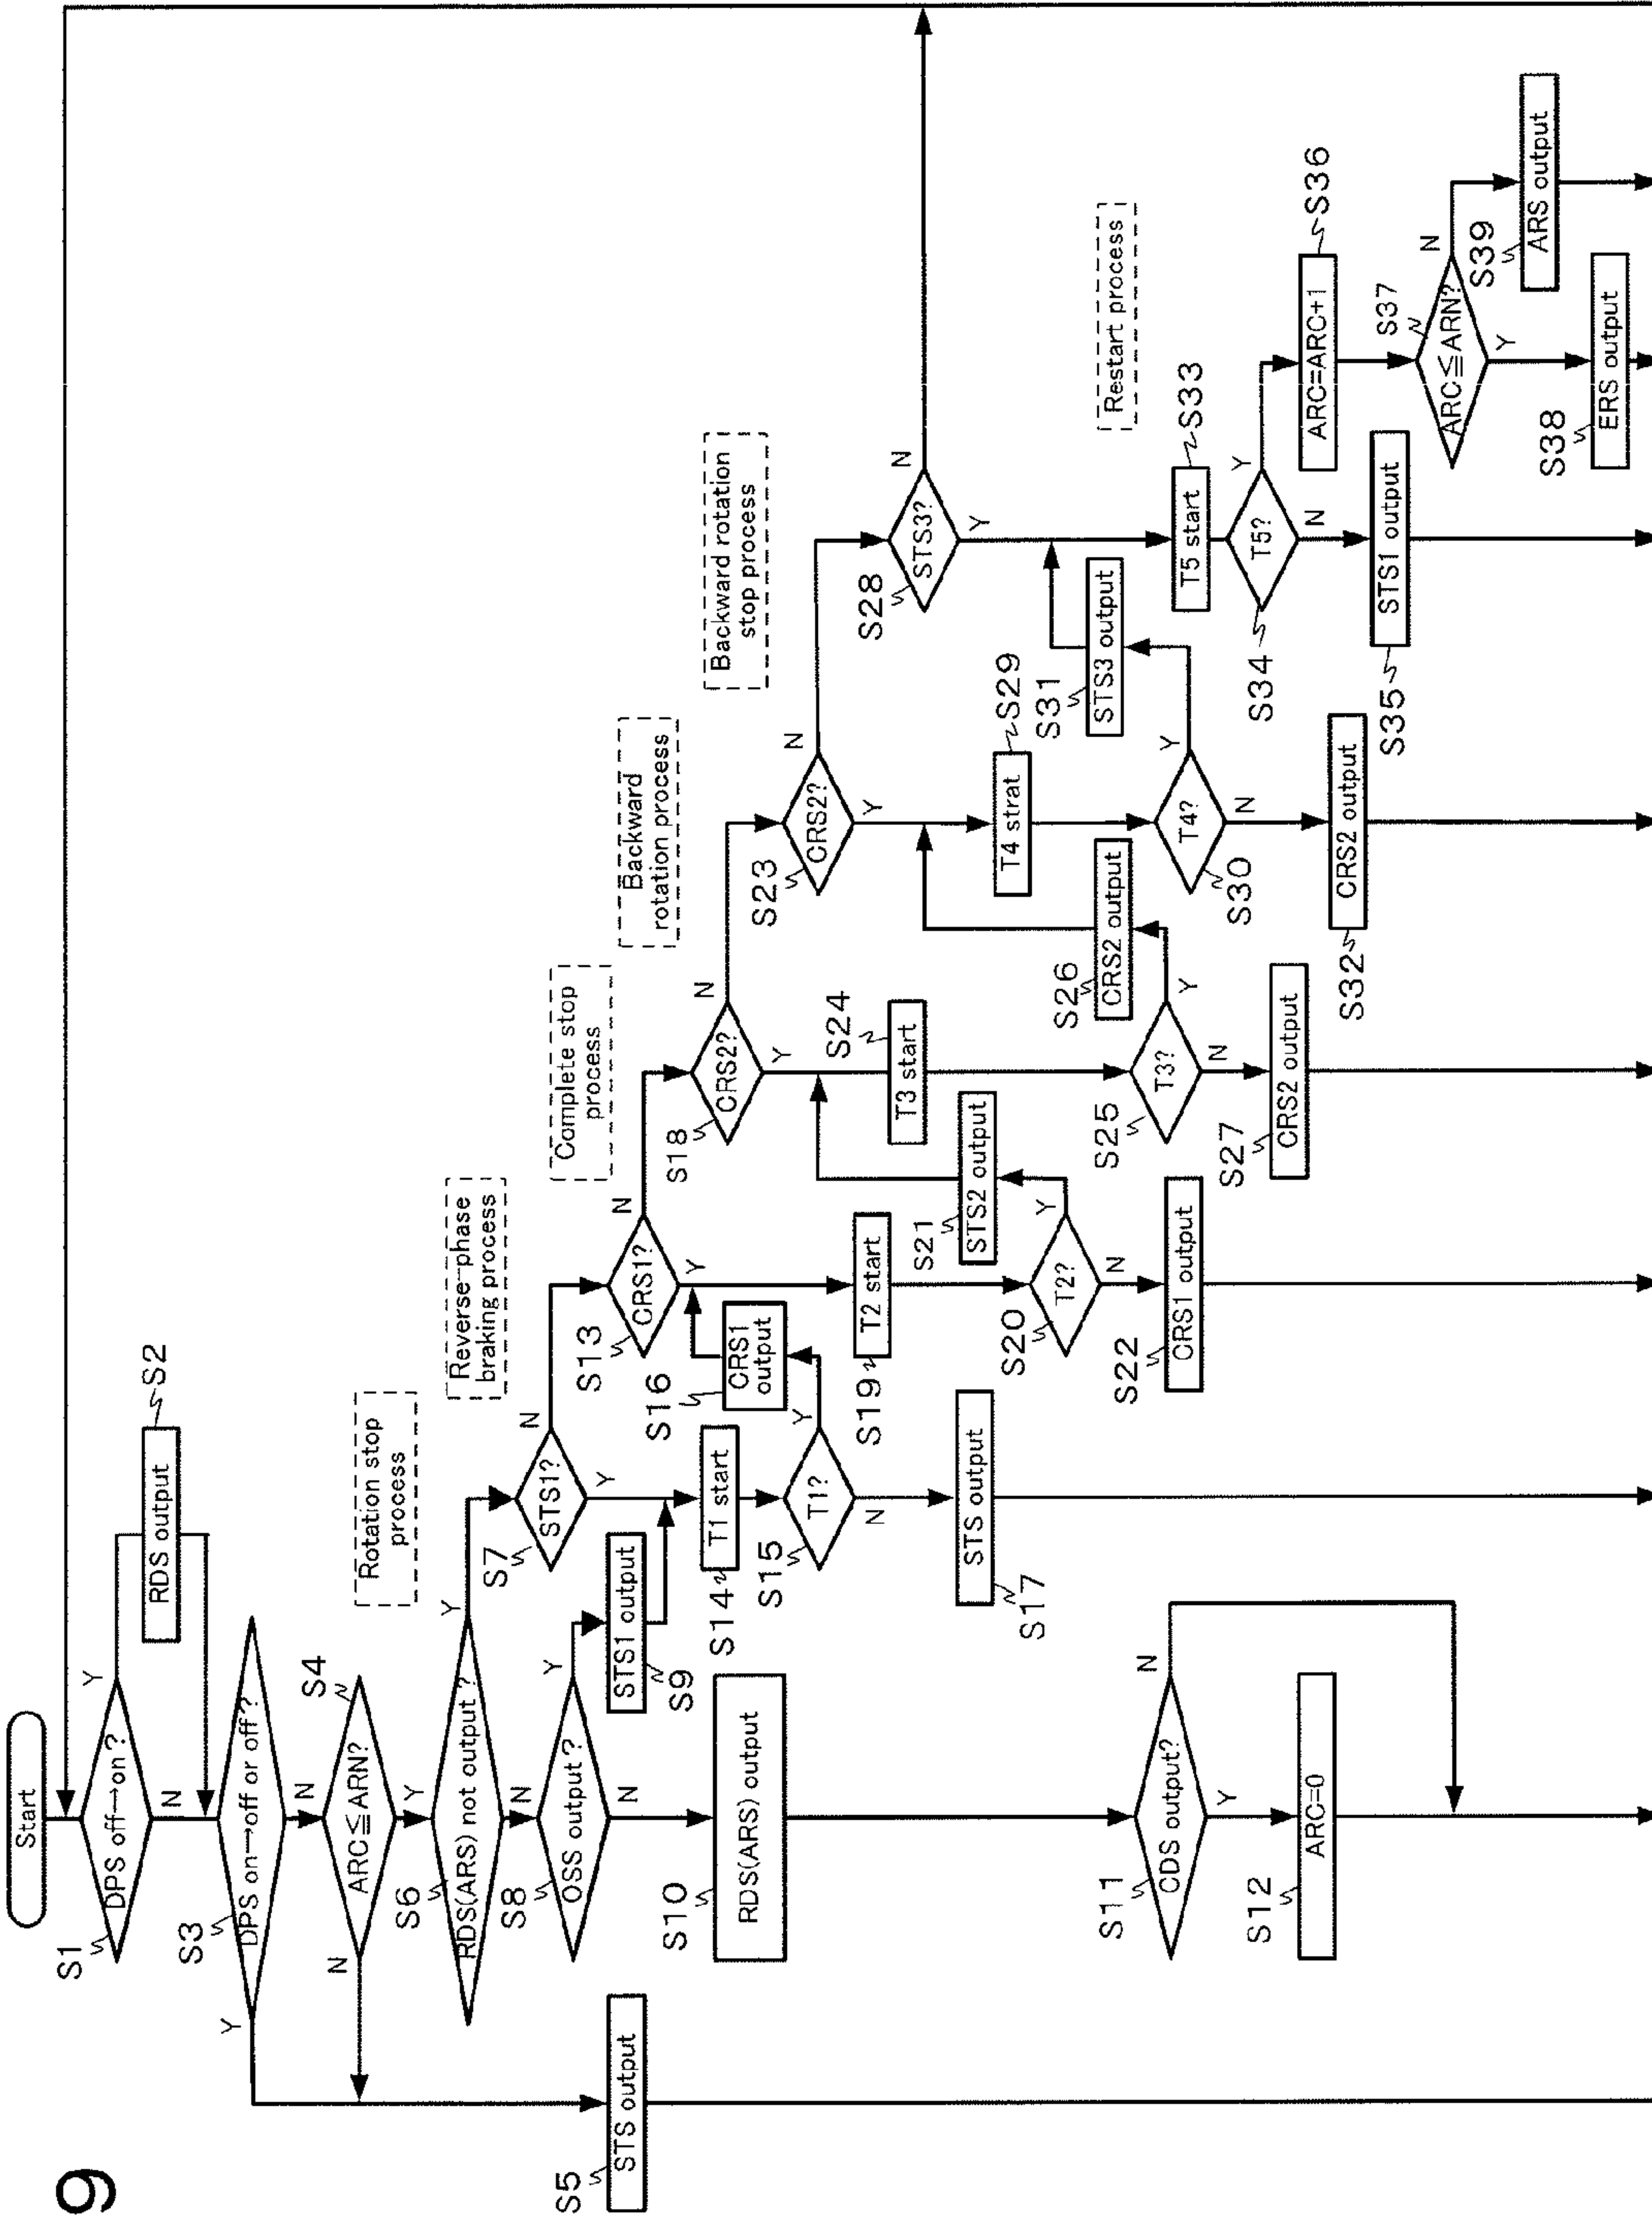 9
Start
S1
DPS off→on?
Y
N
RDS output
S2
S3
DPS on→off or off?
Y
N
S4
ARC≦ARN?
N
Y
S5
STS output
S6
RDS(ARS) not output?
Y
N
S8
OSS output?
Y
N
STS1 output
S9
S10
RDS(ARS) output
S11
CDS output?
N
Y
S12
ARC=0
Rotation stop
process
S7
STS1?
N
Y
S14
T1 start
S15
T1?
Y
N
S16
CRS1
output
S17
STS output
Reverse-phase
braking process
S13
CRS1?
N
Y
S19
T2 start
S20
T2?
Y
N
S21
STS2 output
S22
CRS1 output
Complete stop
process
S18
CRS2?
N
Y
S24
T3 start
S25
T3?
Y
N
S26
CRS2 output
S27
CRS2 output
Backward
rotation process
S23
CRS2?
N
Y
T4 strat
S29
T4?
S30
Y
N
S31
STS3 output
S32
CRS2 output
Backward rotation
stop process
S28
STS3?
N
Y
T5 start
S33
S34
T5?
Y
N
S35
STS1 output
Restart process
ARC=ARC+1
S36
S37
ARC≦ARN?
N
Y
S38
ERS output
S39
ARS output